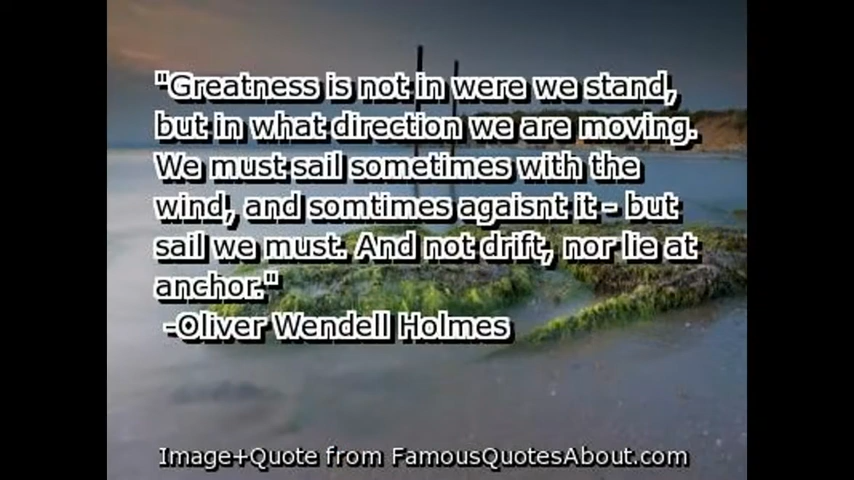 "Greatness is not in were we stand,
but in what direction we are moving.
We must sail sometimes with the
wind, and somtimes agaisnt it - but
sail we must. And not drift, nor lie at
anchor."
-Oliver Wendell Holmes
Image+Quote from FamousQuotesAbout.com